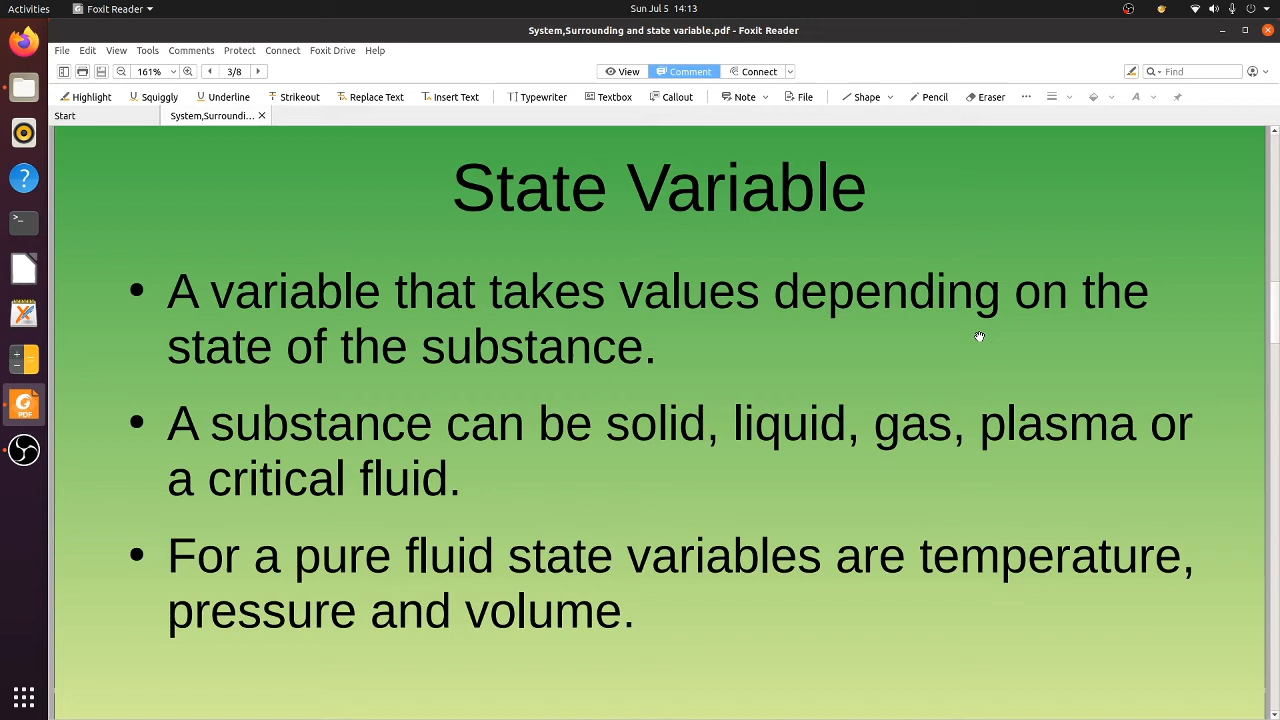 Activities Foxit Reader Sun Jul 5 14:13
System,Surrounding and state variable.pdf - Foxit Reader
File Edit View Tools Comments Protect Connect Foxit Drive Help
161% 3/8 View Comment Connect Find
Highlight Squiggly Underline Strikeout Replace Text Insert Text Typewriter Textbox Callout Note File Shape Pencil Eraser
Start System,Surroundi...
State Variable
• A variable that takes values depending on the
state of the substance.
• A substance can be solid, liquid, gas, plasma or
a critical fluid.
• For a pure fluid state variables are temperature,
pressure and volume.